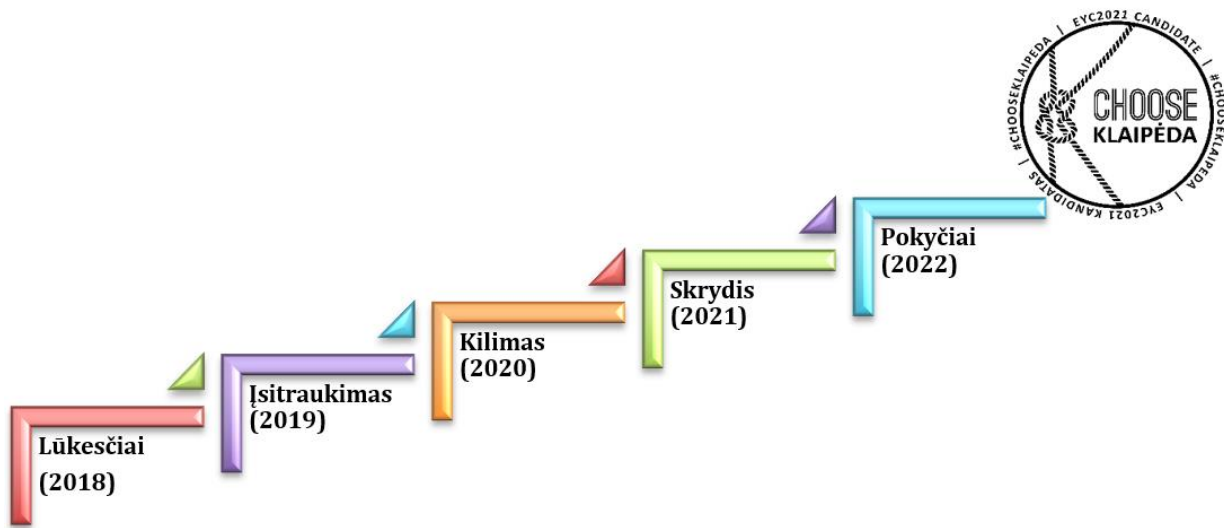 Lūkesčiai
(2018)
Įsitraukimas
(2019)
Kilimas
(2020)
Skrydis
(2021)
Pokyčiai
(2022)
CHOOSE
KLAIPĖDA
#CHOOSEKLAIPEDA | EYC2021 CANDIDATE | #CHOOSEKLAIPEDA | EYC2021 KANDIDATAS |